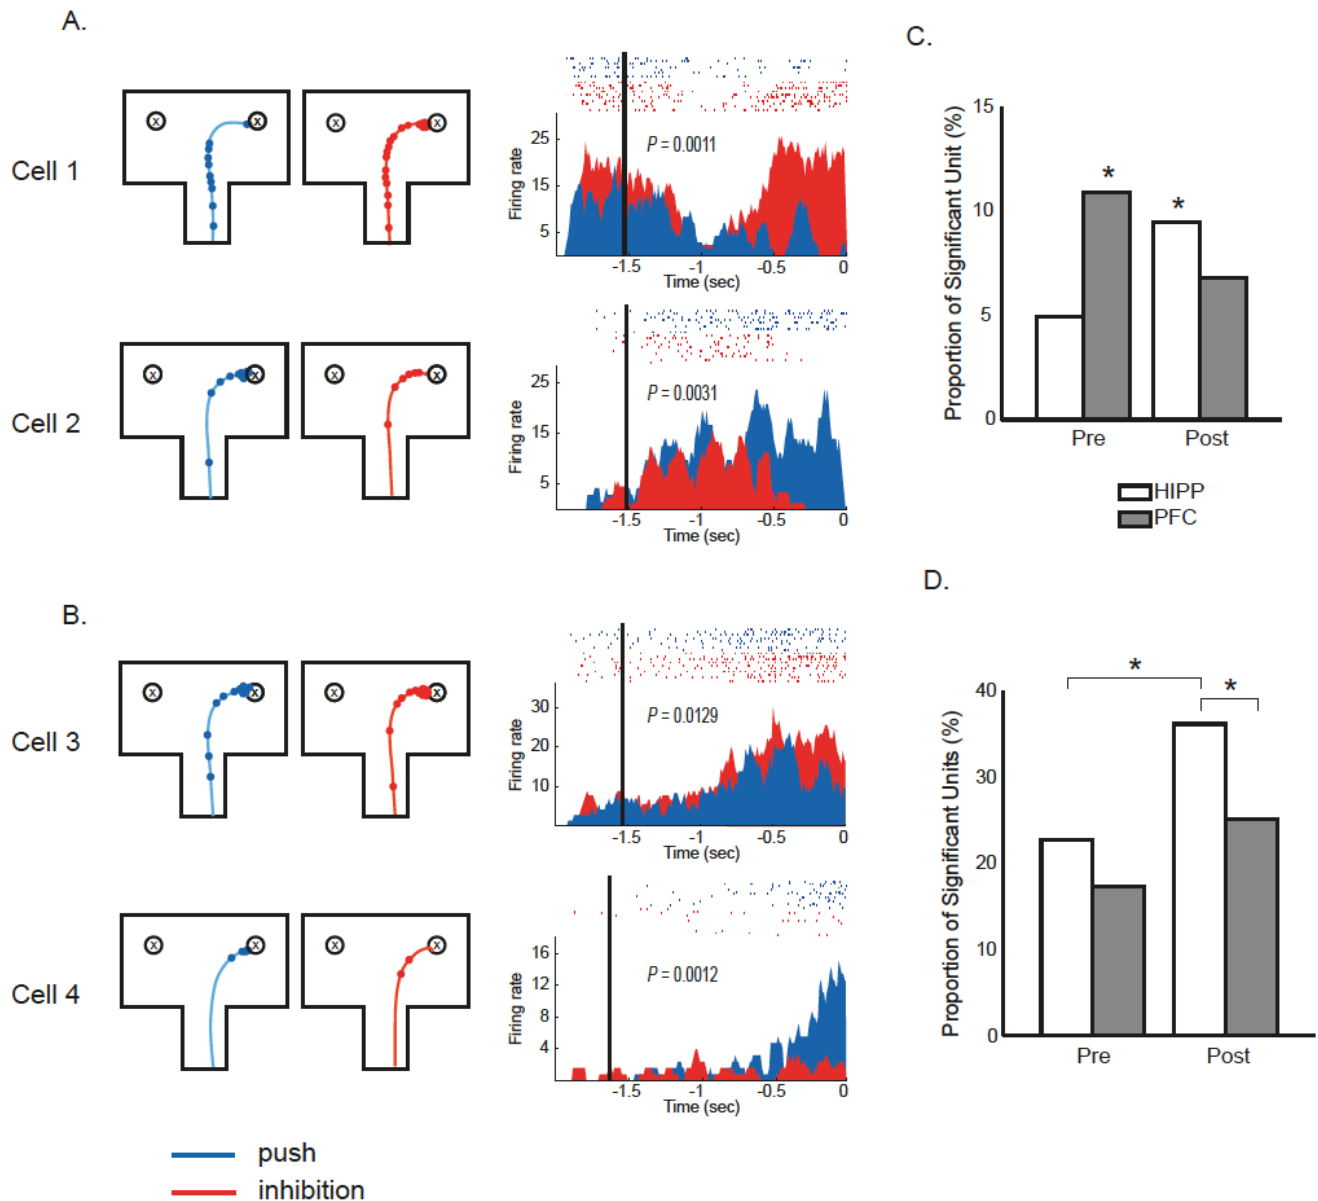 A.
Cell 1
x
x
x
x
Firing rate
25
15
5
P = 0.0011
-1.5
-1
-0.5
0
Time (sec)
Cell 2
x
x
x
x
Firing rate
25
15
5
P = 0.0031
-1.5
-1
-0.5
0
Time (sec)
B.
Cell 3
x
x
x
x
Firing rate
30
20
10
P = 0.0129
-1.5
-1
-0.5
0
Time (sec)
Cell 4
x
x
x
x
Firing rate
16
12
8
4
P = 0.0012
-1.5
-1
-0.5
0
Time (sec)
push
inhibition
C.
Proportion of Significant Unit (%)
15
10
5
0
*
*
Pre
Post
HIPP
PFC
D.
Proportion of Significant Units (%)
40
30
20
10
0
*
*
Pre
Post